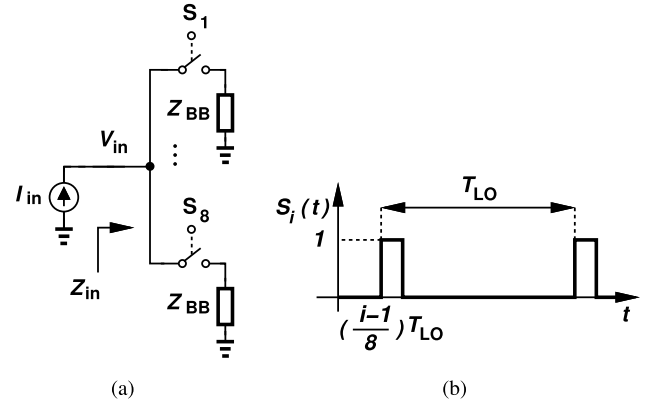 S1
ZBB
Vin
⋮
Iin
S8
Zin
ZBB
TLO
Si (t)
1
t
( i−1 / 8 ) TLO
(a)
(b)